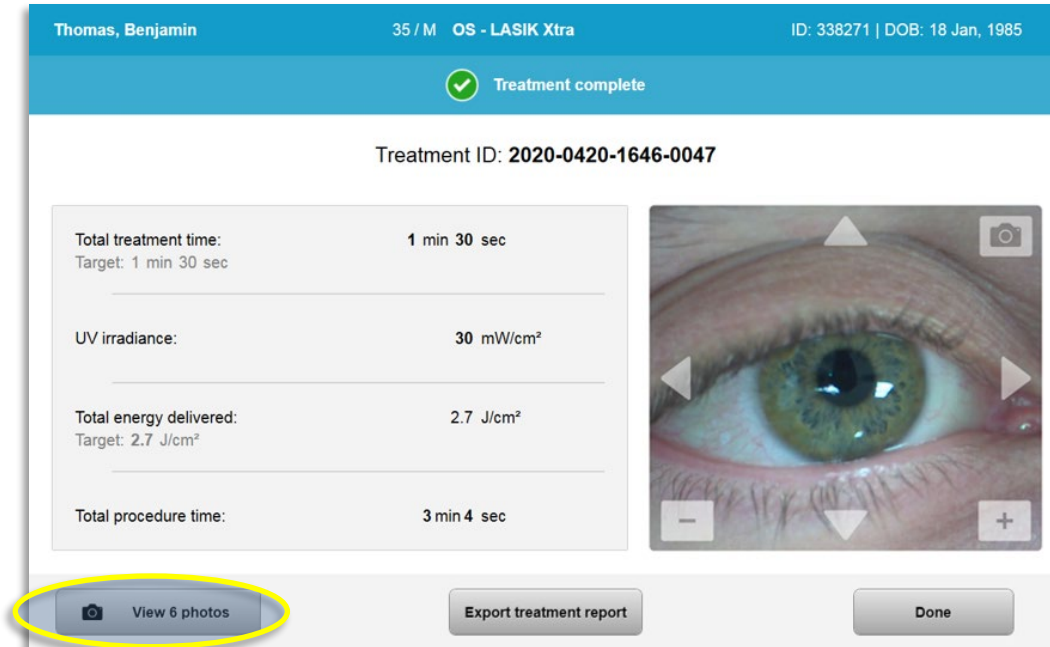 Thomas, Benjamin 35 / M OS - LASIK Xtra ID: 338271 | DOB: 18 Jan, 1985
Treatment complete
Treatment ID: 2020-0420-1646-0047
Total treatment time: 1 min 30 sec
Target: 1 min 30 sec
UV irradiance: 30 mW/cm²
Total energy delivered: 2.7 J/cm²
Target: 2.7 J/cm²
Total procedure time: 3 min 4 sec
View 6 photos Export treatment report Done